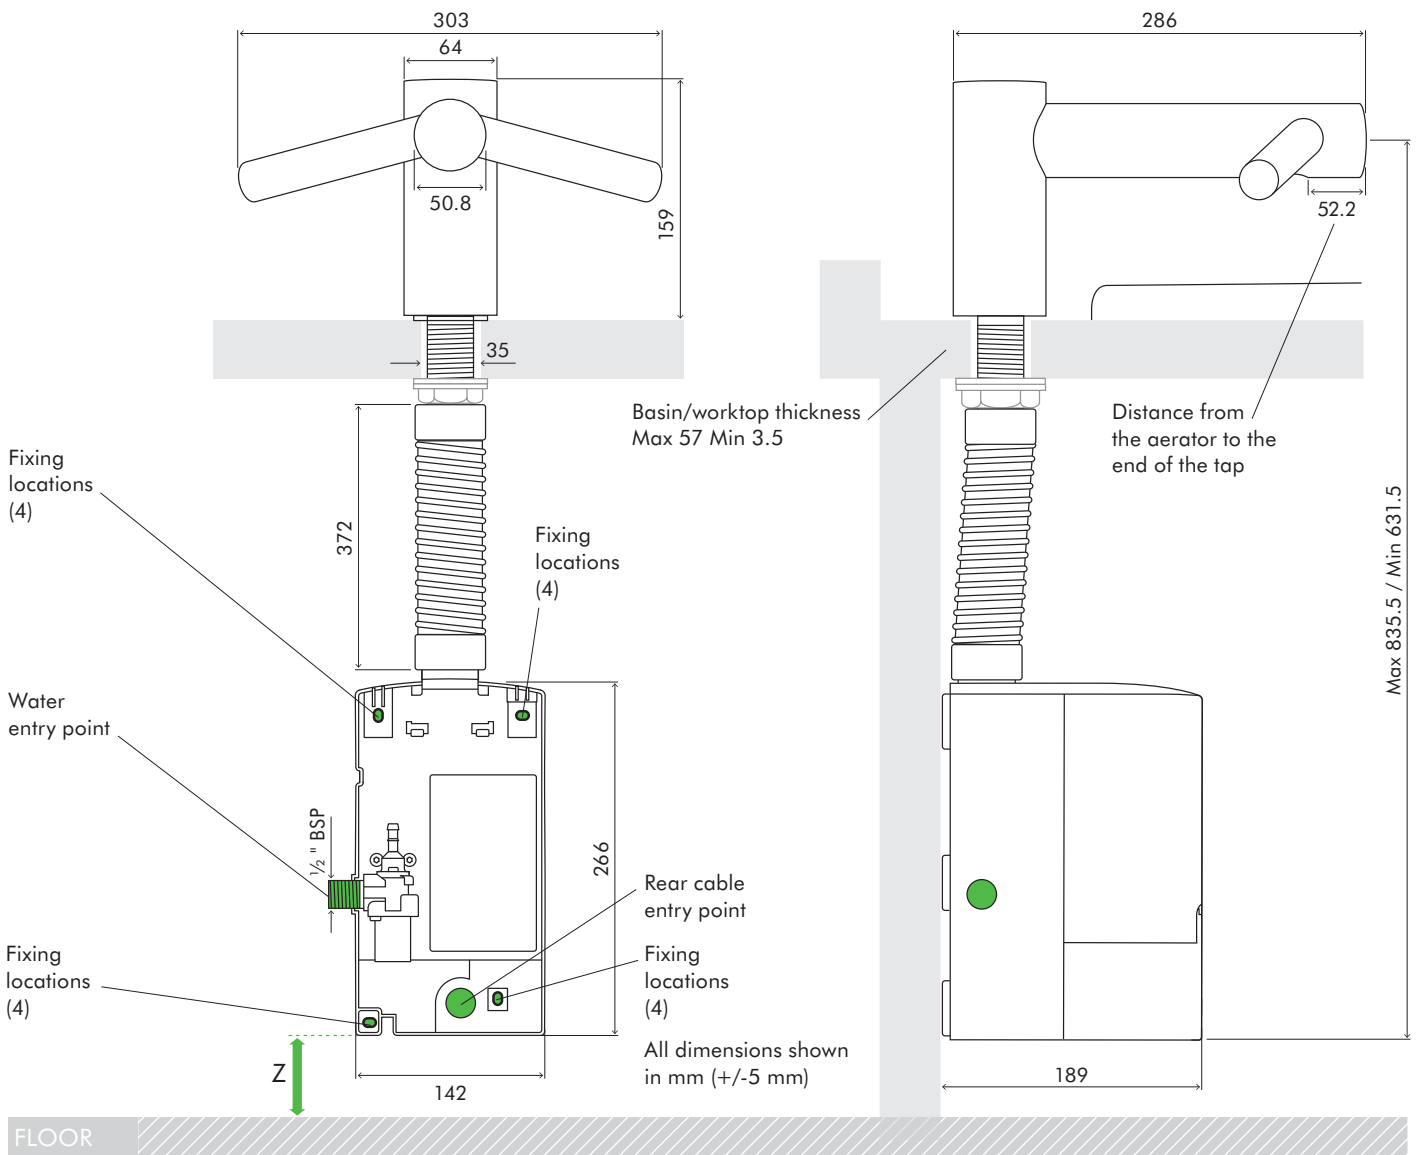 303
64
286
50.8
159
52.2
35
Basin/worktop thickness
Max 57 Min 3.5
Distance from
the aerator to the
end of the tap
Fixing
locations
(4)
372
Fixing
locations
(4)
Max 835.5 / Min 631.5
Water
entry point
½ " BSP
266
Rear cable
entry point
Fixing
locations
(4)
Fixing
locations
(4)
All dimensions shown
in mm (+/-5 mm)
Z
142
189
FLOOR